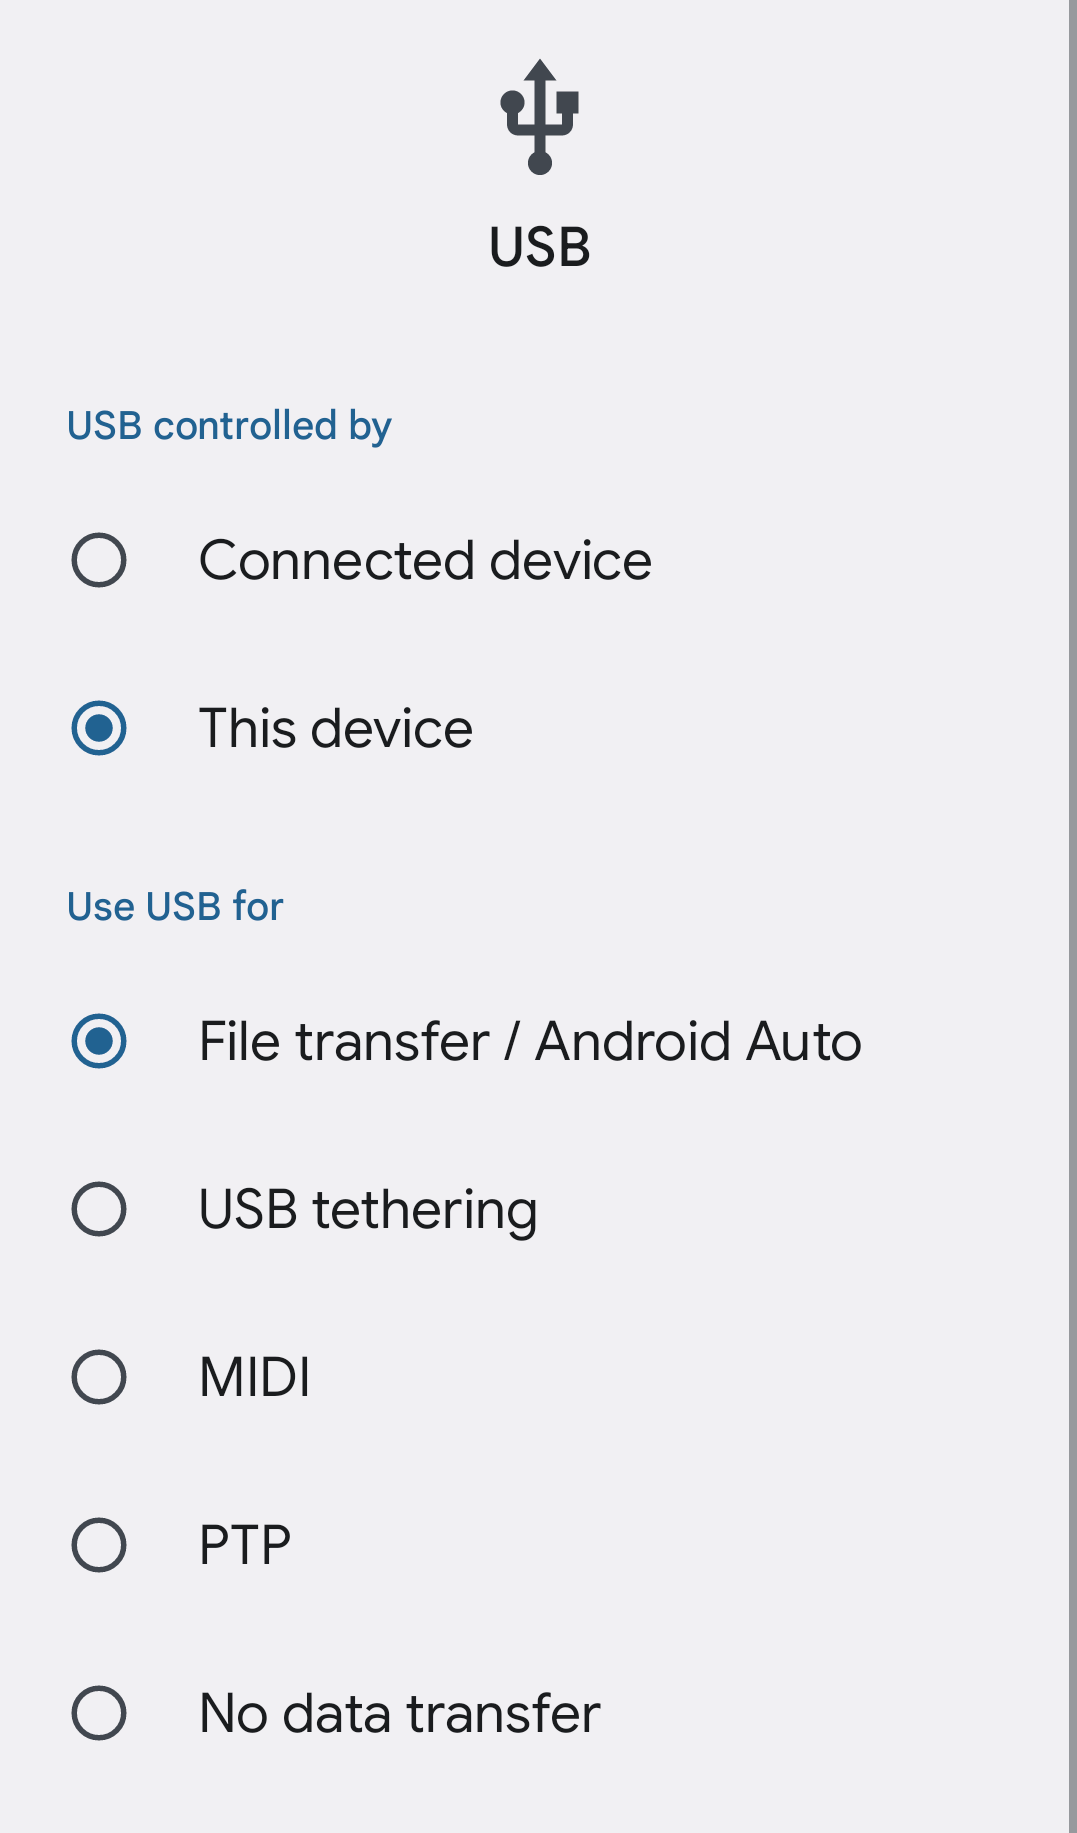 USB
USB controlled by
Connected device
This device
Use USB for
File transfer / Android Auto
USB tethering
MIDI
PTP
No data transfer